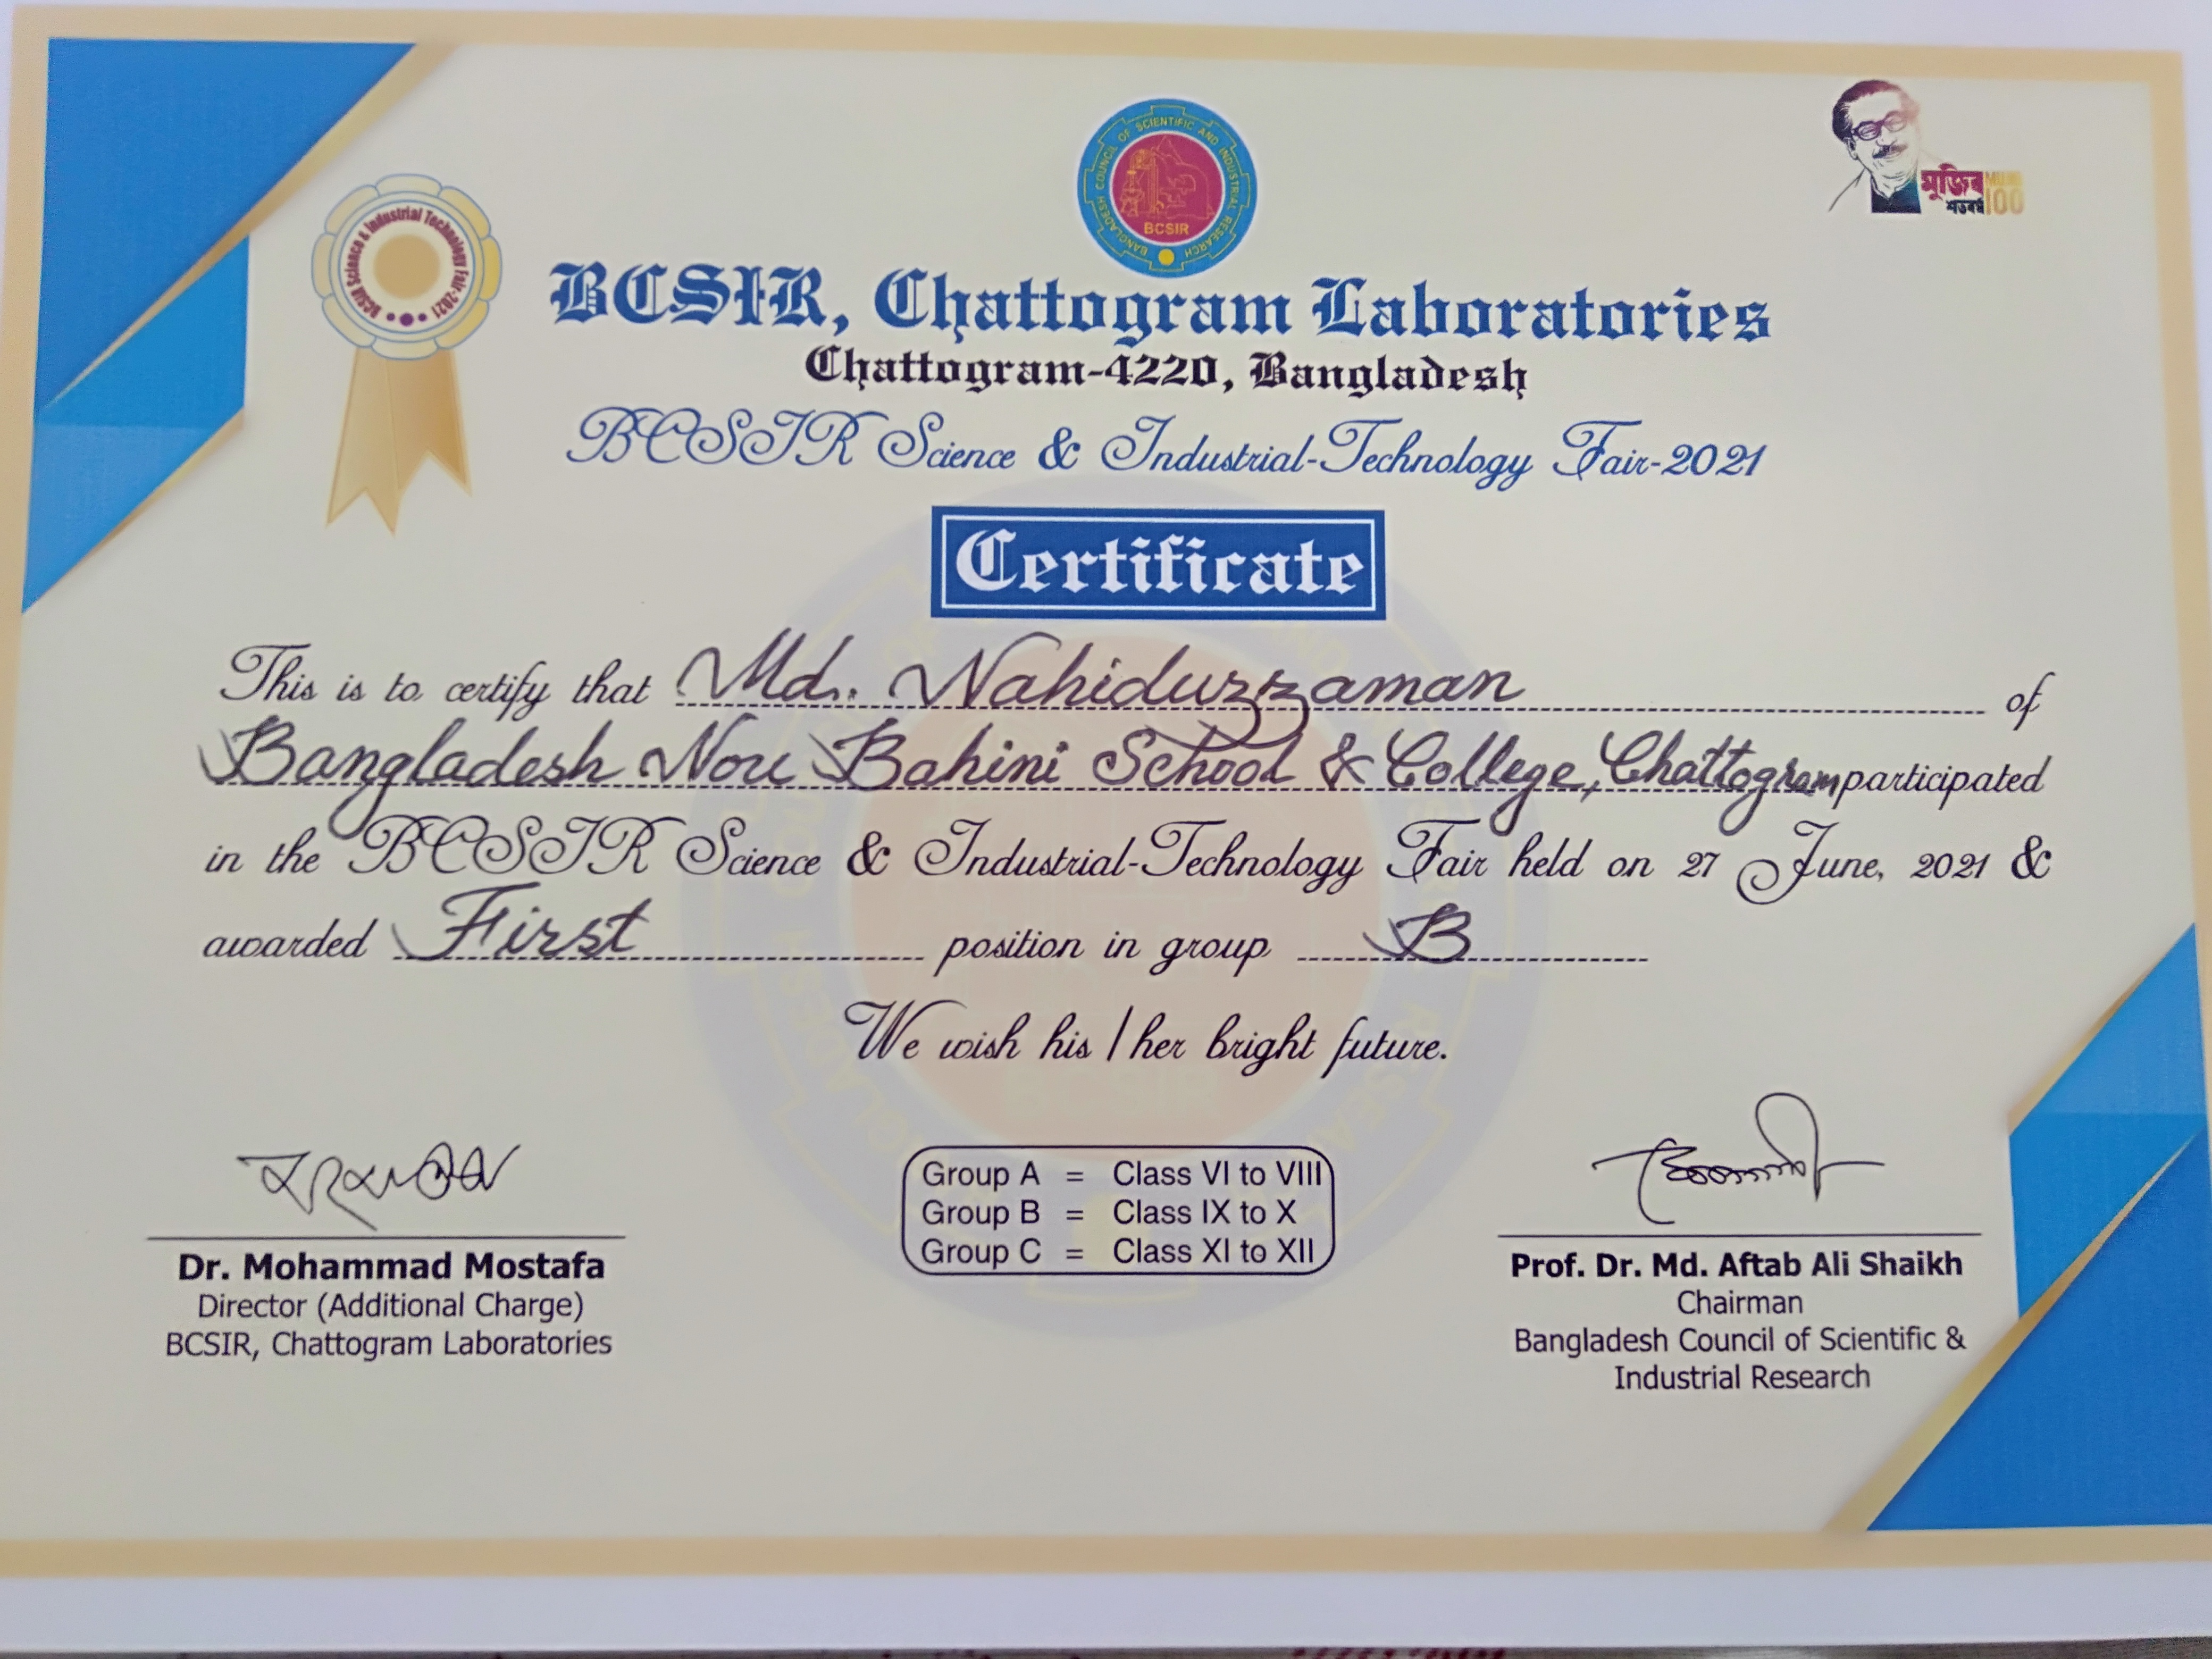 BANGLADESH COUNCIL OF SCIENTIFIC AND INDUSTRIAL RESEARCH
BCSIR
মুজিব MUJIB
শতবর্ষ 100
BCSIR Science & Industrial Technology Fair-2021
BCSIR, Chattogram Laboratories
Chattogram-4220, Bangladesh
BCSIR Science & Industrial-Technology Fair-2021
Certificate
This is to certify that Md. Nahiduzzaman of
Bangladesh Nou Bahini School & College, Chattogram participated
in the BCSIR Science & Industrial-Technology Fair held on 27 June, 2021 &
awarded First position in group B
We wish his / her bright future.
Group A = Class VI to VIII
Group B = Class IX to X
Group C = Class XI to XII
Dr. Mohammad Mostafa
Director (Additional Charge)
BCSIR, Chattogram Laboratories
Prof. Dr. Md. Aftab Ali Shaikh
Chairman
Bangladesh Council of Scientific &
Industrial Research